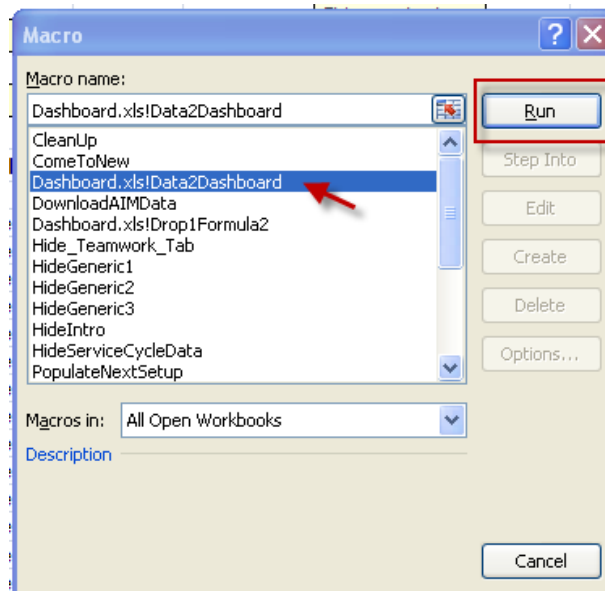 Macro
Macro name:
Dashboard.xls!Data2Dashboard
Run
CleanUp
ComeToNew
Dashboard.xls!Data2Dashboard
DownloadAIMData
Dashboard.xls!Drop1Formula2
Hide_Teamwork_Tab
HideGeneric1
HideGeneric2
HideGeneric3
HideIntro
HideServiceCycleData
PopulateNextSetup
Step Into
Edit
Create
Delete
Options...
Macros in: All Open Workbooks
Description
Cancel